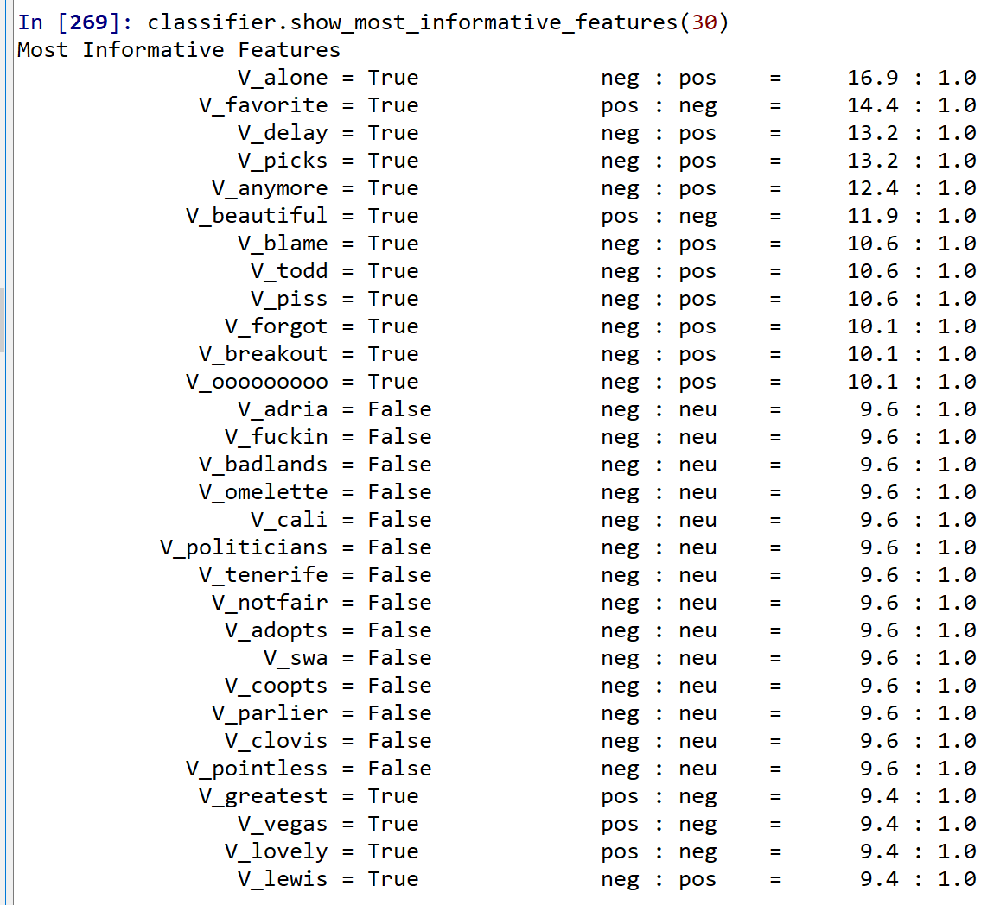 In [269]: classifier.show_most_informative_features(30)
Most Informative Features
V_alone = True neg : pos = 16.9 : 1.0
V_favorite = True pos : neg = 14.4 : 1.0
V_delay = True neg : pos = 13.2 : 1.0
V_picks = True neg : pos = 13.2 : 1.0
V_anymore = True neg : pos = 12.4 : 1.0
V_beautiful = True pos : neg = 11.9 : 1.0
V_blame = True neg : pos = 10.6 : 1.0
V_todd = True neg : pos = 10.6 : 1.0
V_piss = True neg : pos = 10.6 : 1.0
V_forgot = True neg : pos = 10.1 : 1.0
V_breakout = True neg : pos = 10.1 : 1.0
V_ooooooooo = True neg : pos = 10.1 : 1.0
V_adria = False neg : neu = 9.6 : 1.0
V_fuckin = False neg : neu = 9.6 : 1.0
V_badlands = False neg : neu = 9.6 : 1.0
V_omelette = False neg : neu = 9.6 : 1.0
V_cali = False neg : neu = 9.6 : 1.0
V_politicians = False neg : neu = 9.6 : 1.0
V_tenerife = False neg : neu = 9.6 : 1.0
V_notfair = False neg : neu = 9.6 : 1.0
V_adopts = False neg : neu = 9.6 : 1.0
V_swa = False neg : neu = 9.6 : 1.0
V_coopts = False neg : neu = 9.6 : 1.0
V_parlier = False neg : neu = 9.6 : 1.0
V_clovis = False neg : neu = 9.6 : 1.0
V_pointless = False neg : neu = 9.6 : 1.0
V_greatest = True pos : neg = 9.4 : 1.0
V_vegas = True pos : neg = 9.4 : 1.0
V_lovely = True pos : neg = 9.4 : 1.0
V_lewis = True neg : pos = 9.4 : 1.0